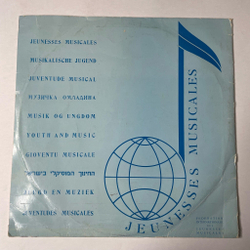 JEUNESSES MUSICALES
MUSIKALISCHE JUGEND
JUVENTUDE MUSICAL
МУЗИЧКА ОМЛАДИНА
MUSIK OG UNGDOM
YOUTH AND MUSIC
GIOVENTÙ MUSICALE
החינוך המוסיקלי בישראל
JEUGD EN MUZIEK
JUVENTUDES MUSICALES
JEUNESSES MUSICALES